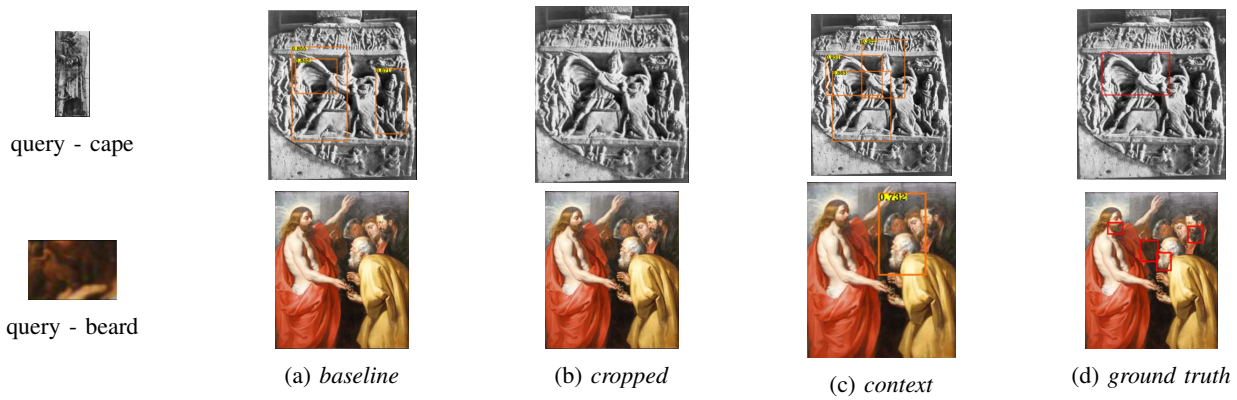 query - cape
query - beard
0.732
(a) baseline
(b) cropped
(c) context
(d) ground truth